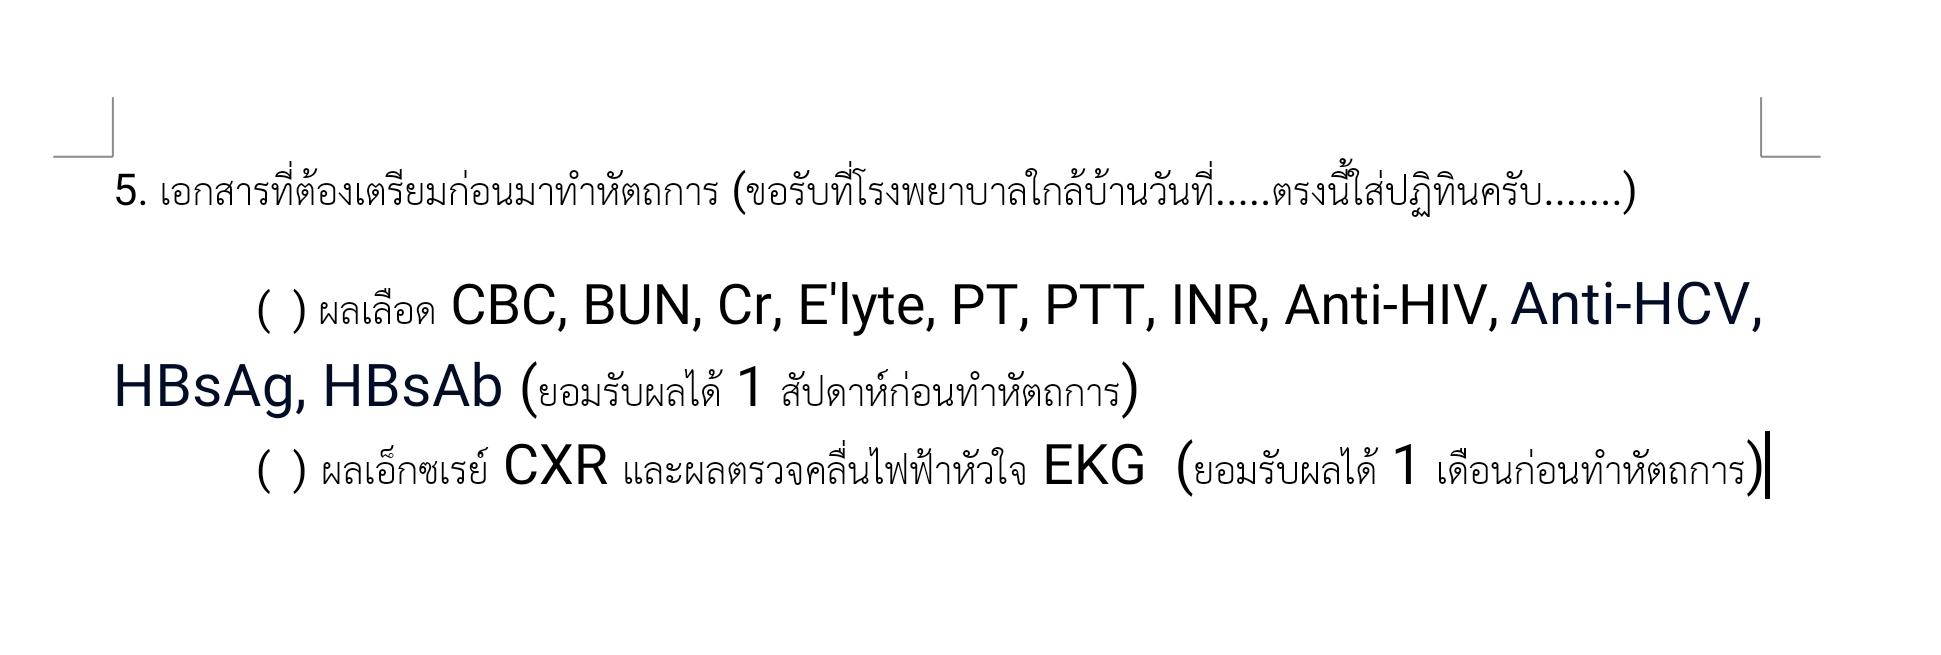 5. เอกสารที่ต้องเตรียมก่อนมาทำหัตถการ (ขอรับที่โรงพยาบาลใกล้บ้านวันที่.....ตรงนี้ใส่ปฏิทินครับ.......)
( ) ผลเลือด CBC, BUN, Cr, E'lyte, PT, PTT, INR, Anti-HIV, Anti-HCV,
HBsAg, HBsAb (ยอมรับผลได้ 1 สัปดาห์ก่อนทำหัตถการ)
( ) ผลเอ็กซเรย์ CXR และผลตรวจคลื่นไฟฟ้าหัวใจ EKG (ยอมรับผลได้ 1 เดือนก่อนทำหัตถการ)